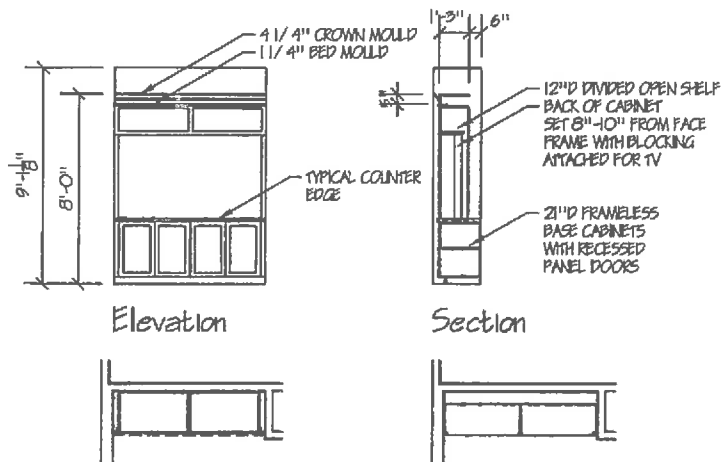 4 1/4" CROWN MOULD
1 1/4" BED MOULD
1'-3"
6"
5"
12"D DIVIDED OPEN SHELF
BACK OF CABINET
SET 8"-10" FROM FACE
FRAME WITH BLOCKING
ATTACHED FOR TV
9'-1 1/8"
8'-0"
TYPICAL COUNTER
EDGE
21"D FRAMELESS
BASE CABINETS
WITH RECESSED
PANEL DOORS
Elevation
Section